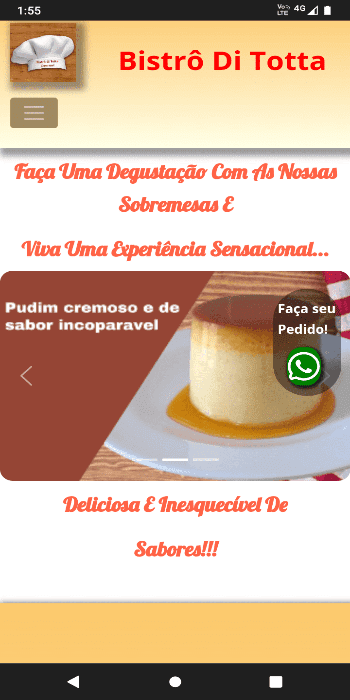 1:55
Vo))
LTE
4G
Bistrô Di Totta
Faça Uma Degustação Com As Nossas
Sobremesas E
Viva Uma Experiência Sensacional...
Pudim cremoso e de
sabor incoparavel
Faça seu
Pedido!
Deliciosa E Inesquecível De
Sabores!!!